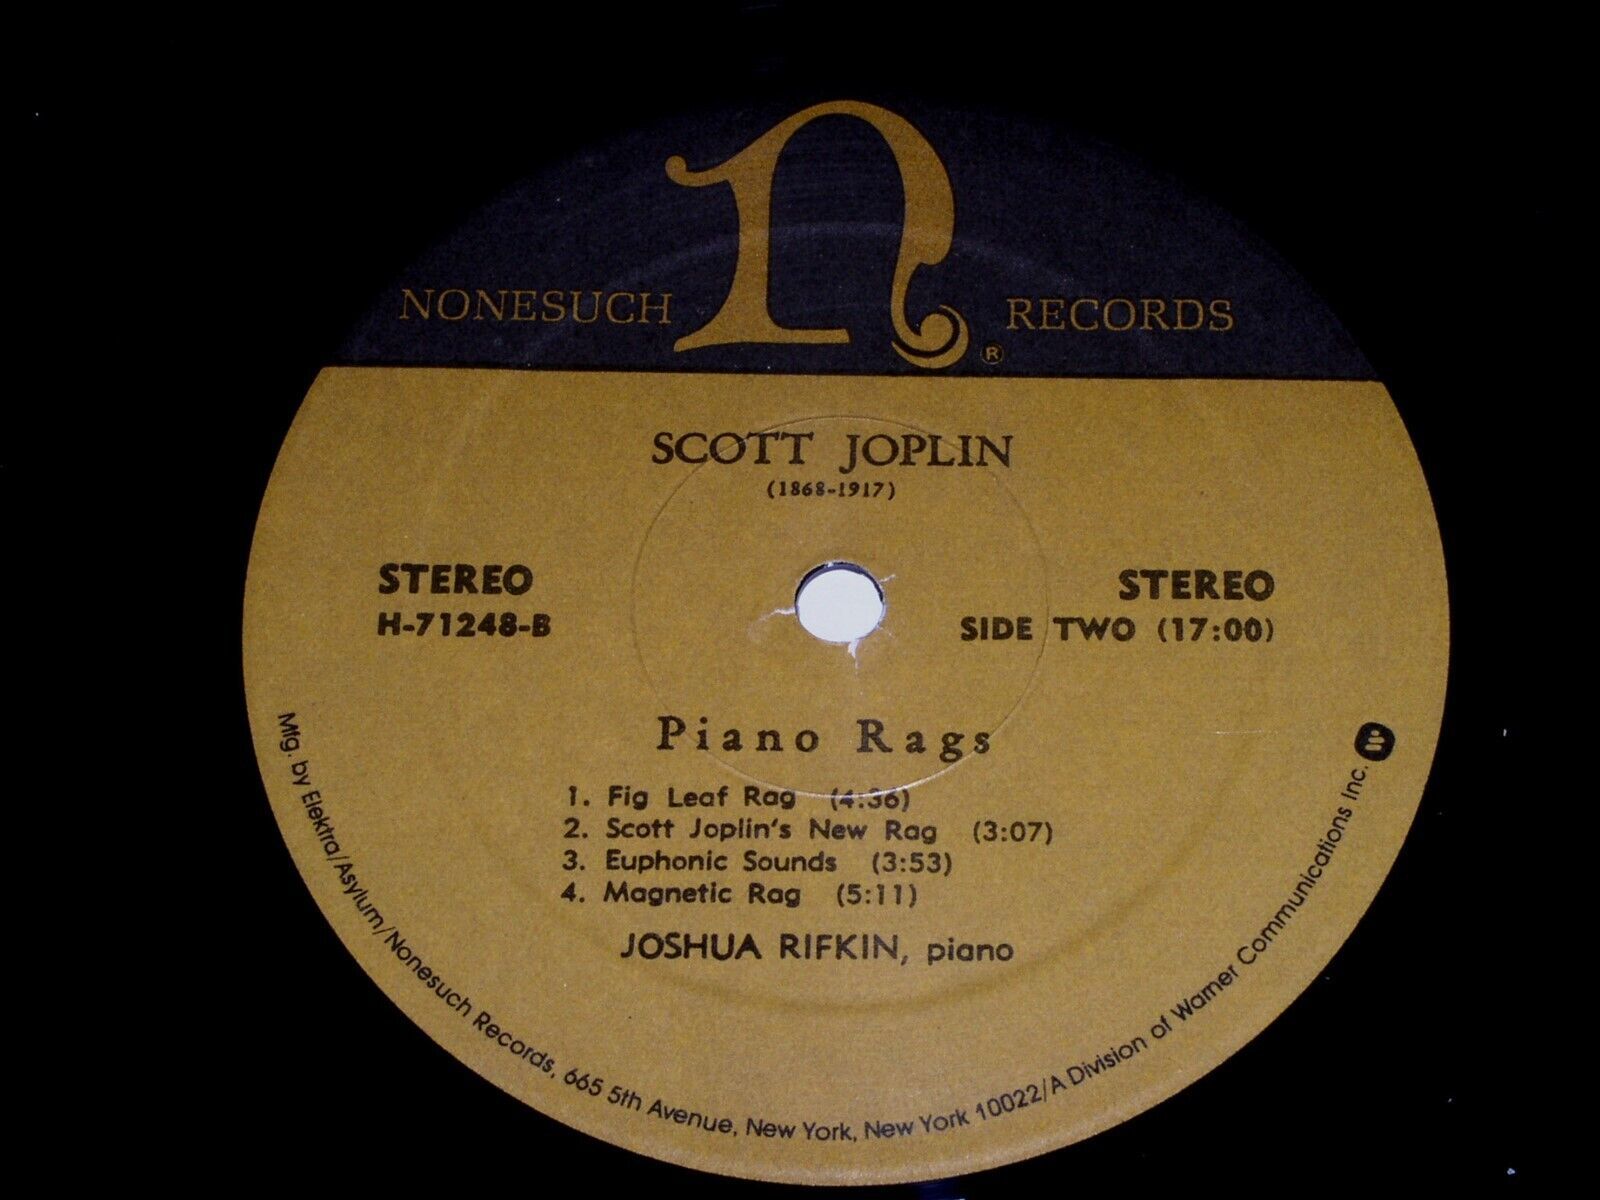 n
NONESUCH RECORDS ®
SCOTT JOPLIN
(1868-1917)
STEREO STEREO
H-71248-B SIDE TWO (17:00)
Piano Rags
1. Fig Leaf Rag (4:36)
2. Scott Joplin's New Rag (3:07)
3. Euphonic Sounds (3:53)
4. Magnetic Rag (5:11)
JOSHUA RIFKIN, piano
Mfg. by Elektra/Asylum/Nonesuch Records, 665 5th Avenue, New York, New York 10022/A Division of Warner Communications Inc.